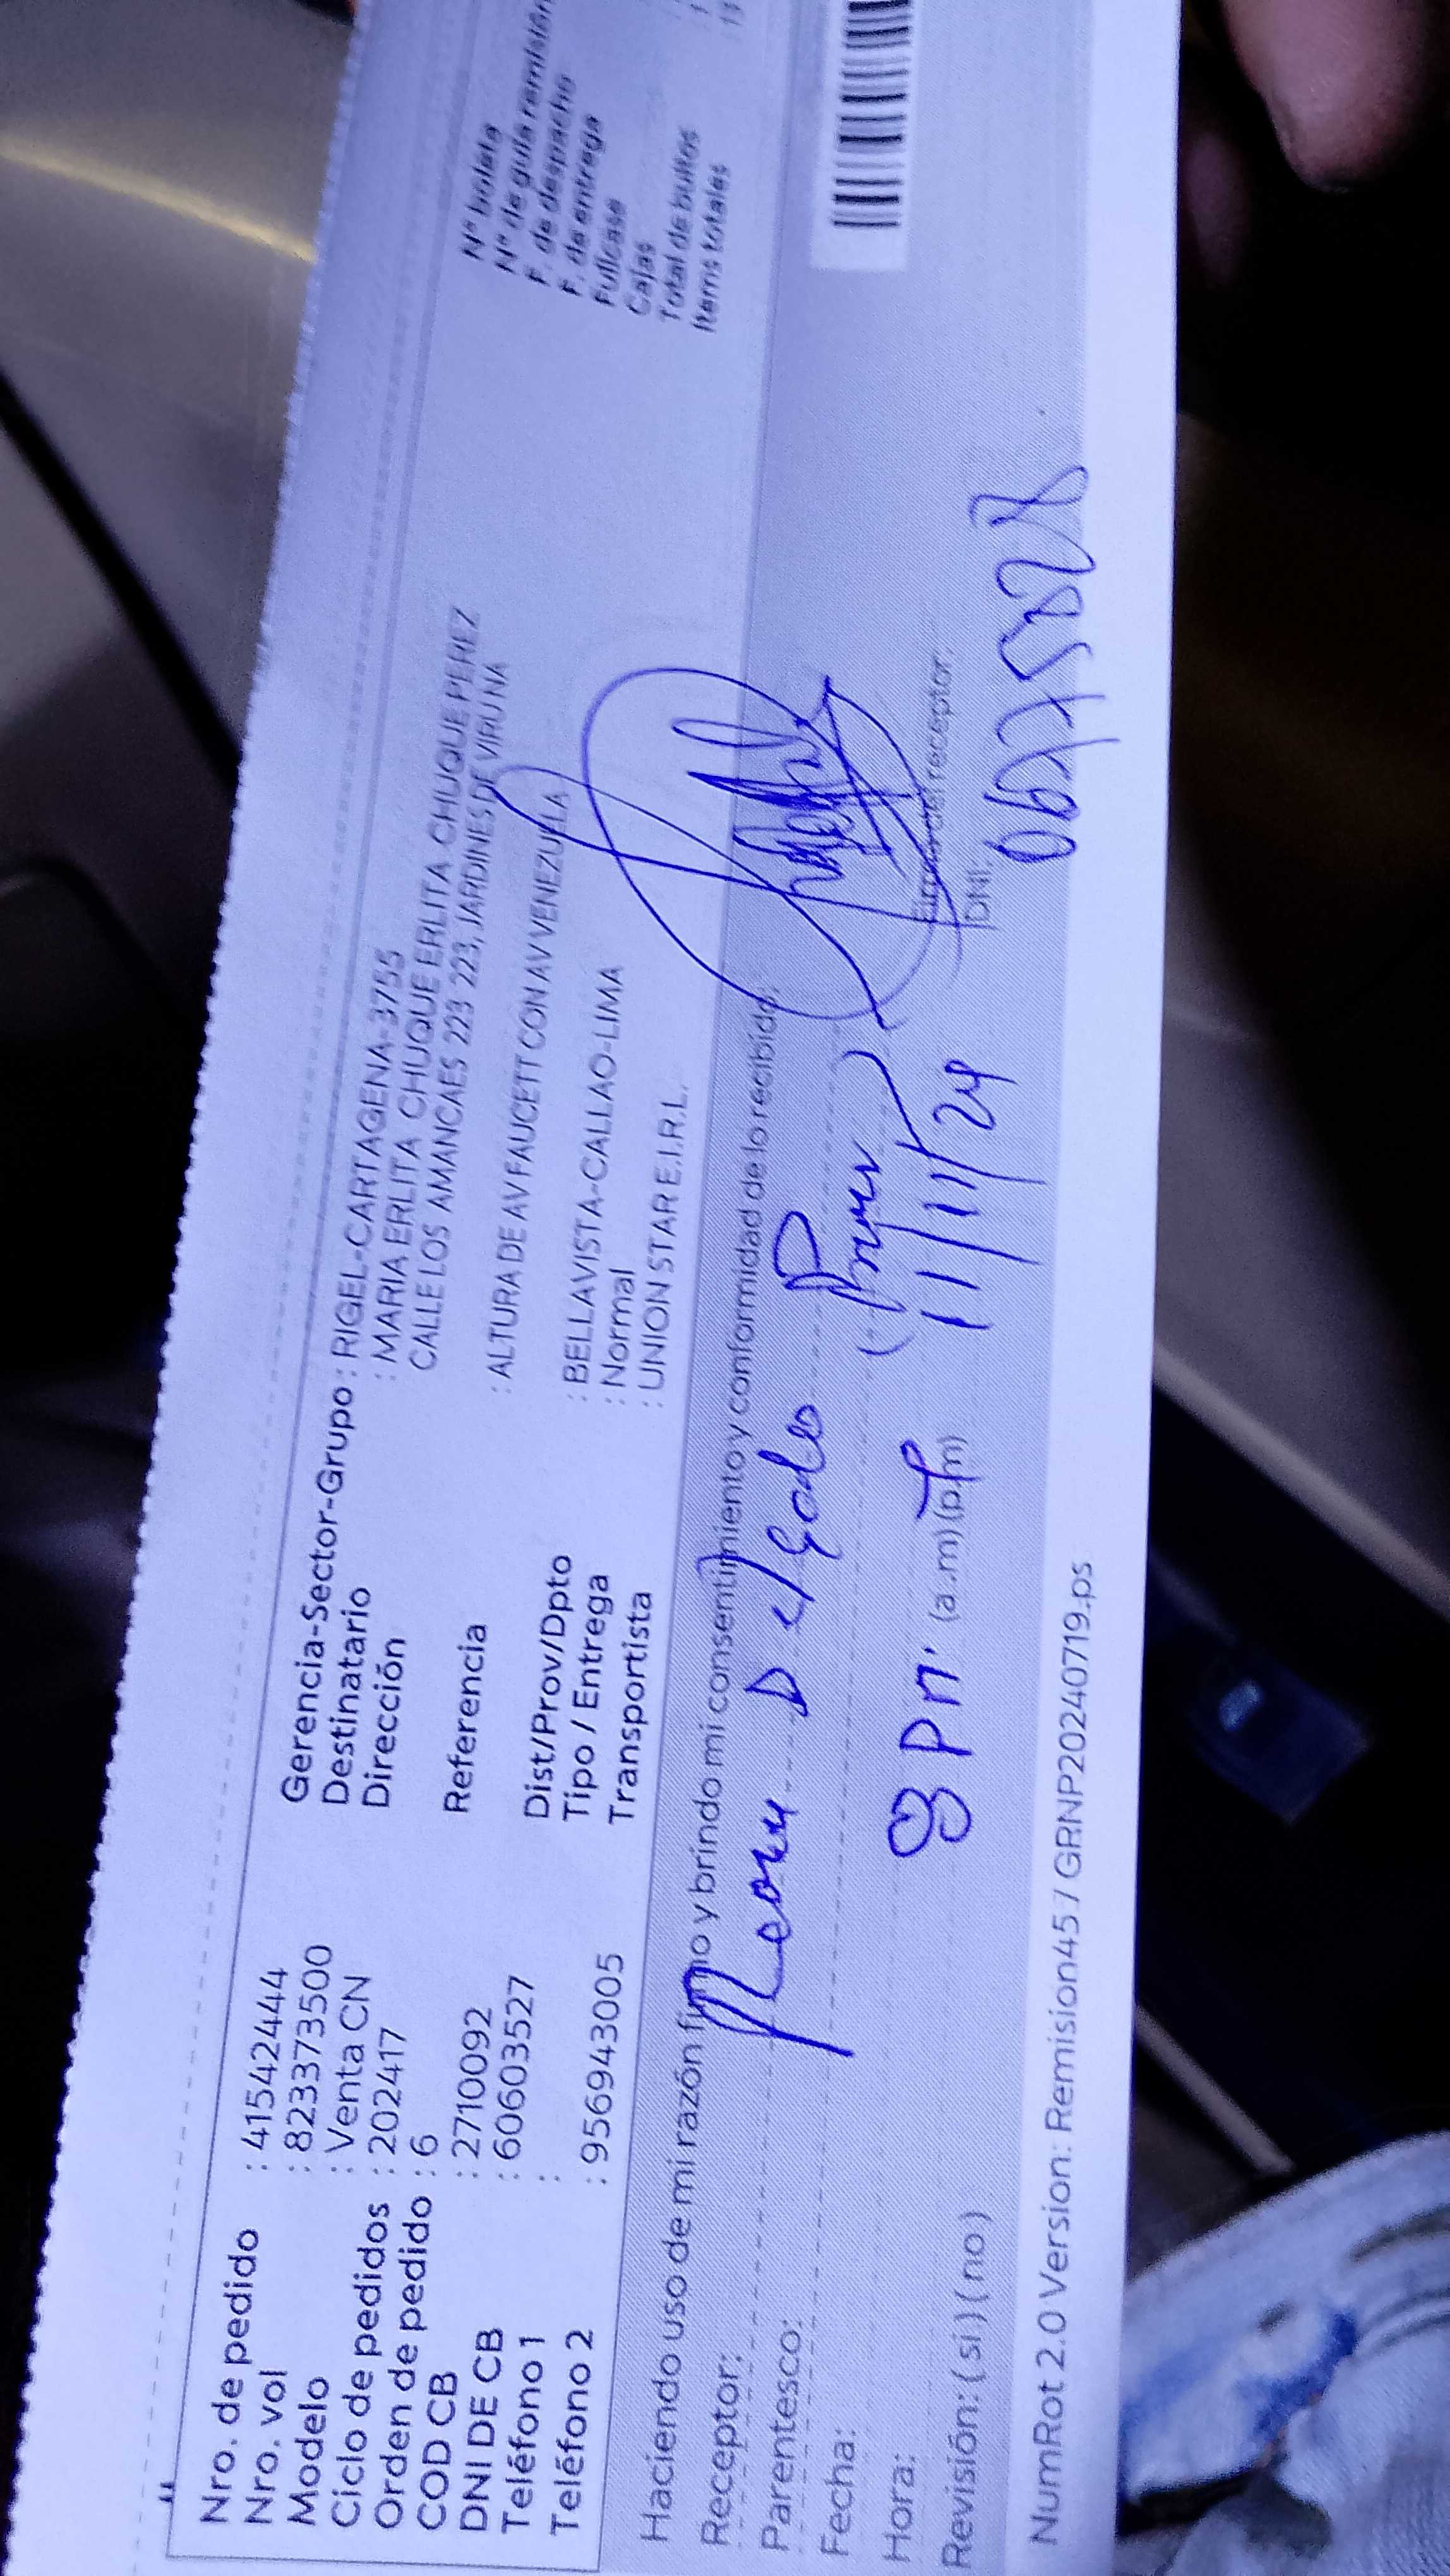 Nro. de pedido : 41542444
Nro. vol : 823373500
Modelo : Venta CN
Ciclo de pedidos : 202417
Orden de pedido : 6
COD CB : 2710092
DNI DE CB : 60603527
Teléfono 1 :
Teléfono 2 : 956943005
Gerencia-Sector-Grupo : RIGEL-CARTAGENA-3755
Destinatario : MARIA ERLITA CHUQUE ERLITA CHUQUE PEREZ
Dirección CALLE LOS AMANCAES 223 223, JARDINES DE VIRU NA
Referencia : ALTURA DE AV FAUCETT CON AV VENEZUELA
Dist/Prov/Dpto : BELLAVISTA-CALLAO-LIMA
Tipo / Entrega : Normal
Transportista : UNION STAR E.I.R.L.
N° boleta
N° de guía remisión
F. de despacho
F. de entrega
Fullcase
Cajas
Total de bultos
Items totales
Haciendo uso de mi razón firmo y brindo mi consentimiento y conformidad de lo recibido.
Receptor: Delgado P
Parentesco: (Primer)
Fecha: 11/11/24
Hora: 8 pm. (a.m) (p.m)
Revisión: (si) (no)
Firma del receptor.
DNI:
NumRot 2.0 Version: Remision45 / GRNP20240719.ps